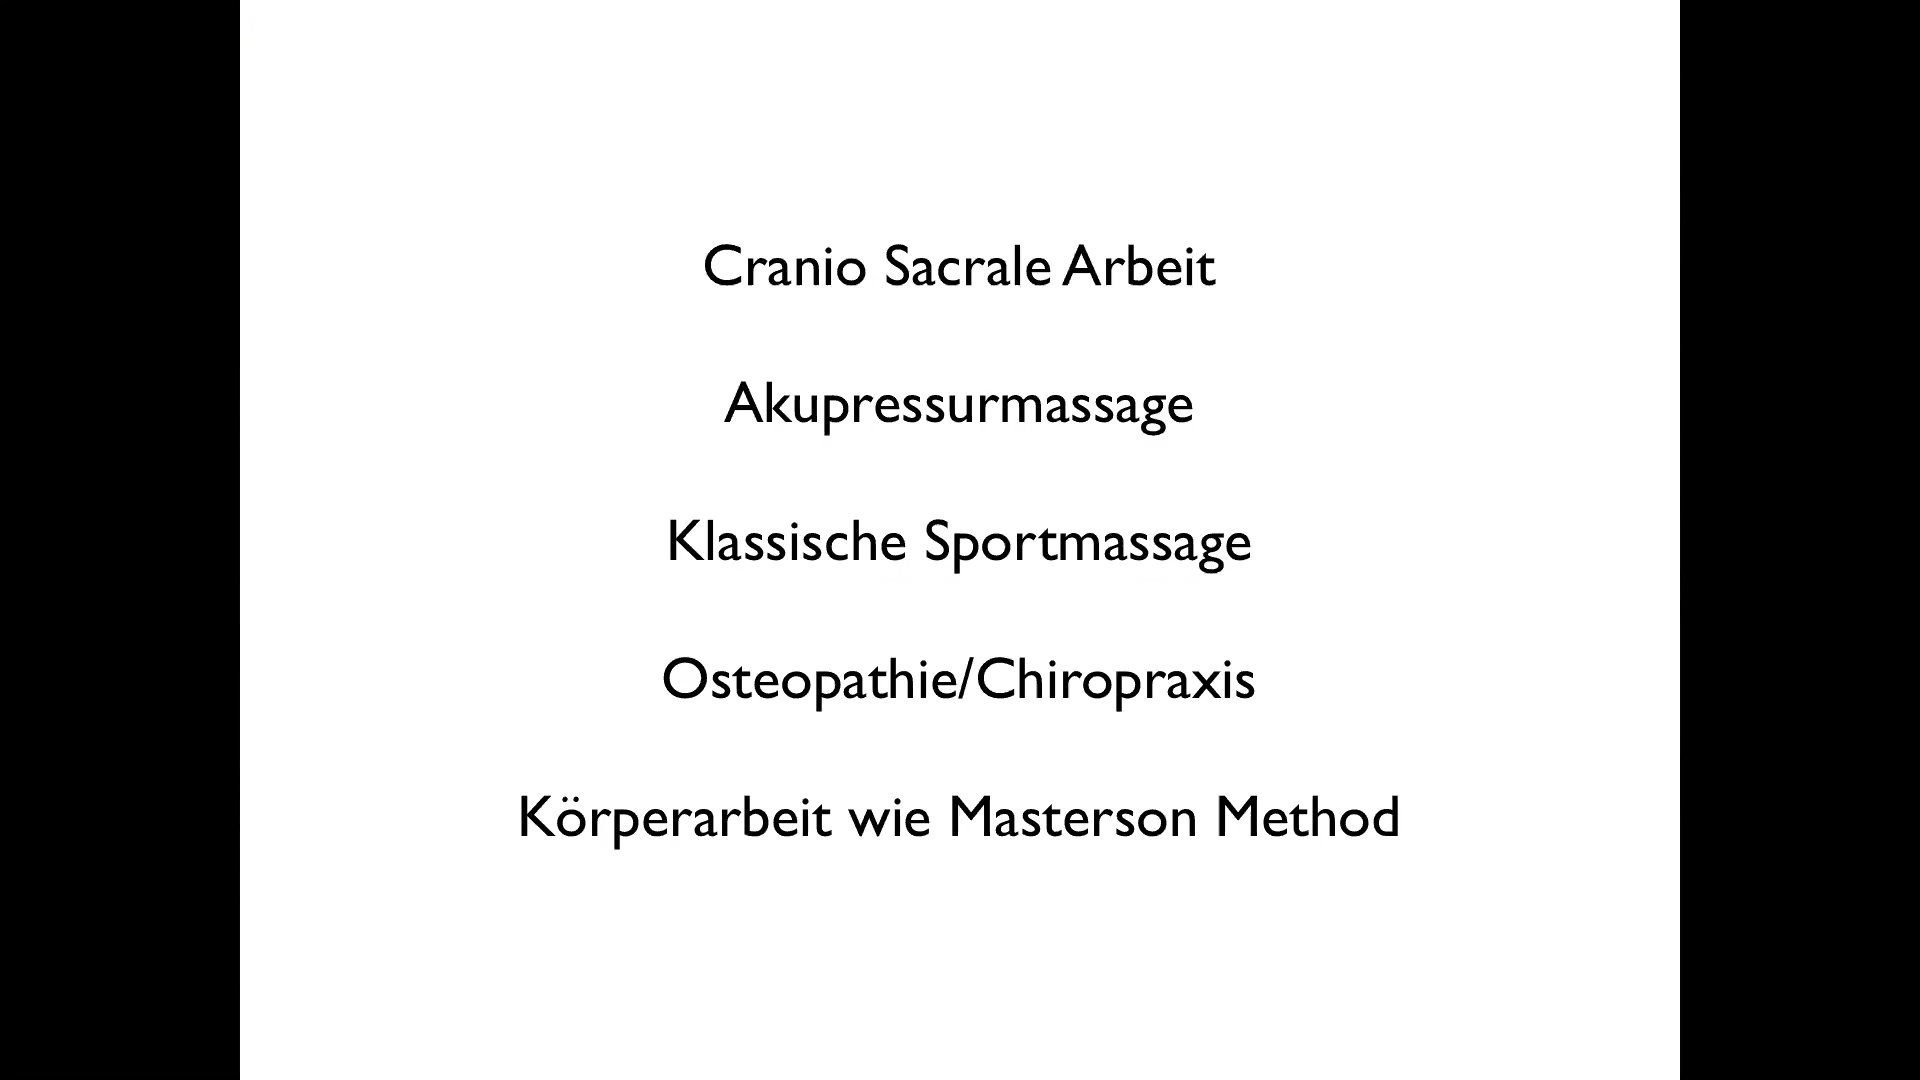 Cranio Sacrale Arbeit
Akupressurmassage
Klassische Sportmassage
Osteopathie/Chiropraxis
Körperarbeit wie Masterson Method